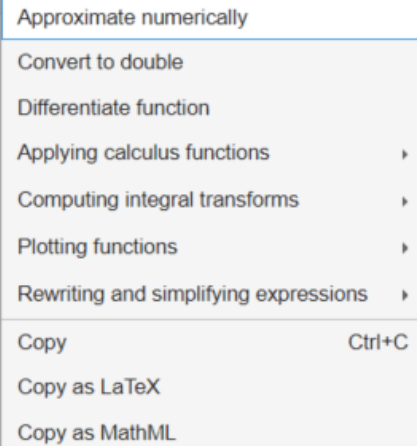 Approximate numerically
Convert to double
Differentiate function
Applying calculus functions
Computing integral transforms
Plotting functions
Rewriting and simplifying expressions
Copy Ctrl+C
Copy as LaTeX
Copy as MathML